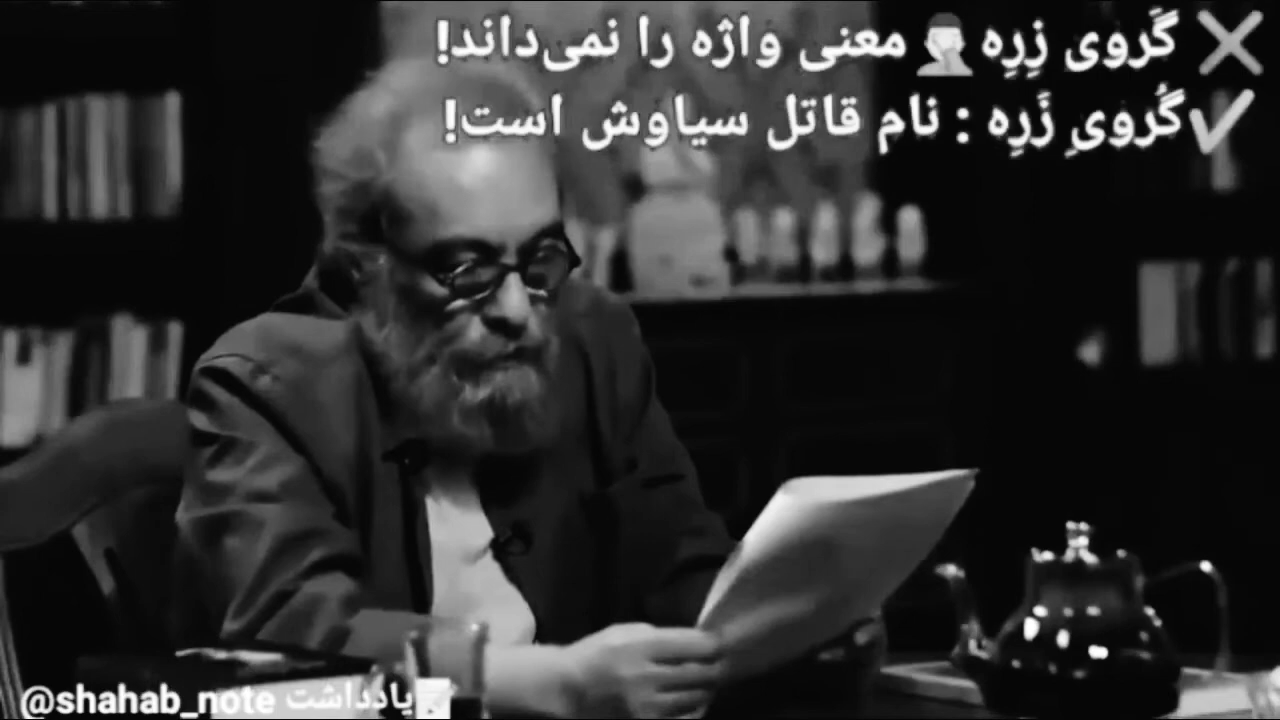 ❌ گَروی زِرِه🤦‍♂️معنی واژه را نمی‌داند!
✔️گُرویِ زَرِه : نام قاتل سیاوش است!
@shahab_note یادداشت📝